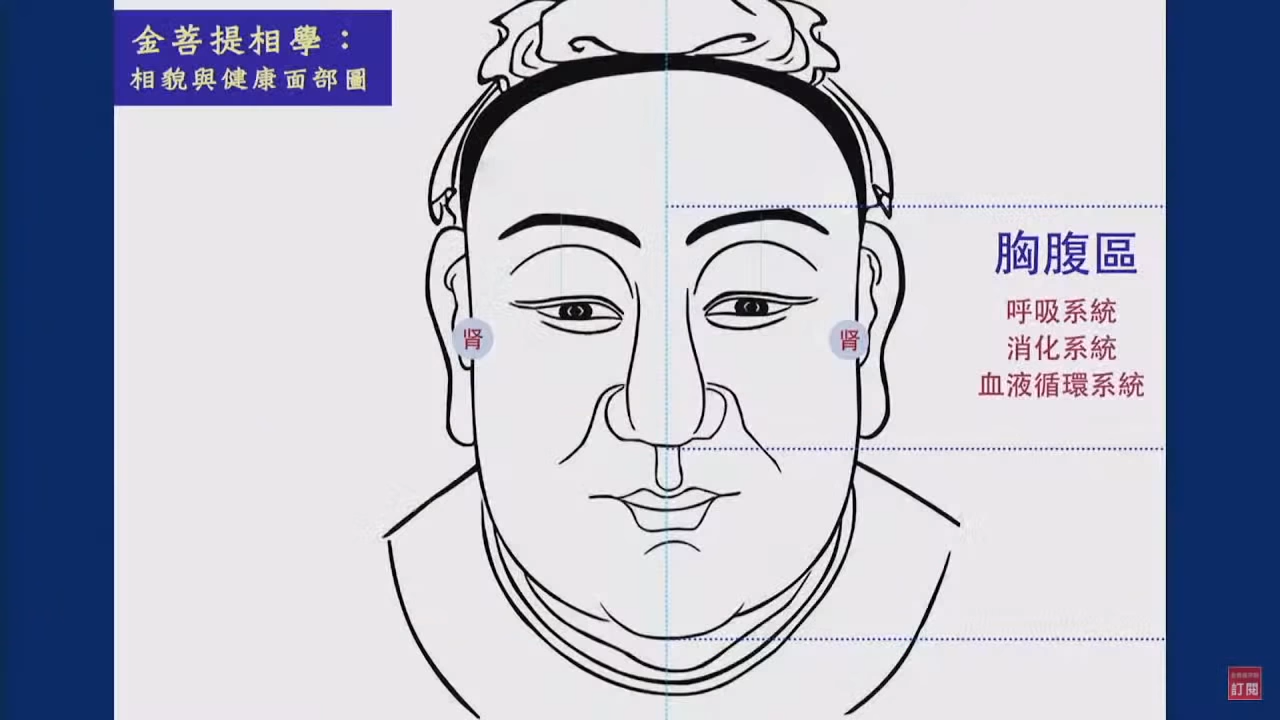 金菩提相學：
相貌與健康面部圖
胸腹區
呼吸系統
消化系統
血液循環系統
肾
肾
訂閱